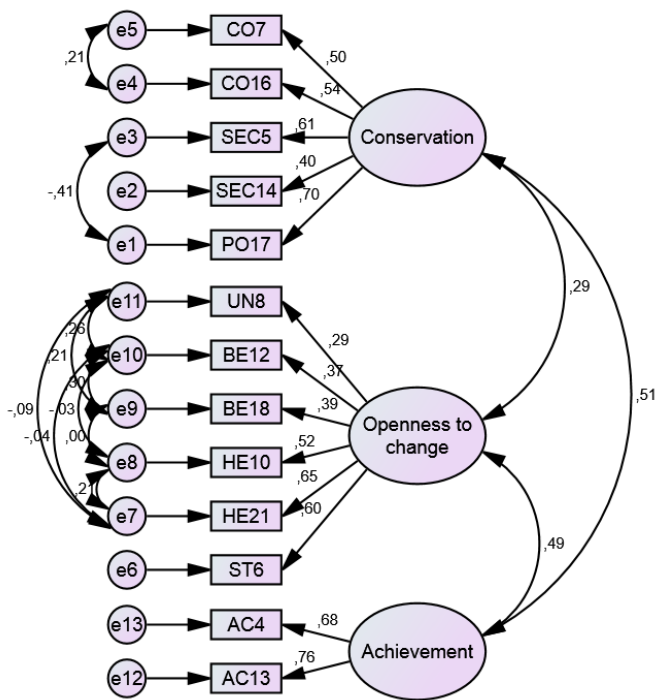 e5
CO7
,50
,21
e4
CO16
,54
e3
SEC5
,61
Conservation
-,41
e2
SEC14
,40
,70
e1
PO17
e11
UN8
,29
,29
,26
,21
e10
BE12
,37
,30
-,09
-,03
e9
BE18
,39
Openness to
change
,51
-,04
,00
e8
HE10
,52
,21
e7
HE21
,65
,60
,49
e6
ST6
e13
AC4
,68
Achievement
e12
AC13
,76